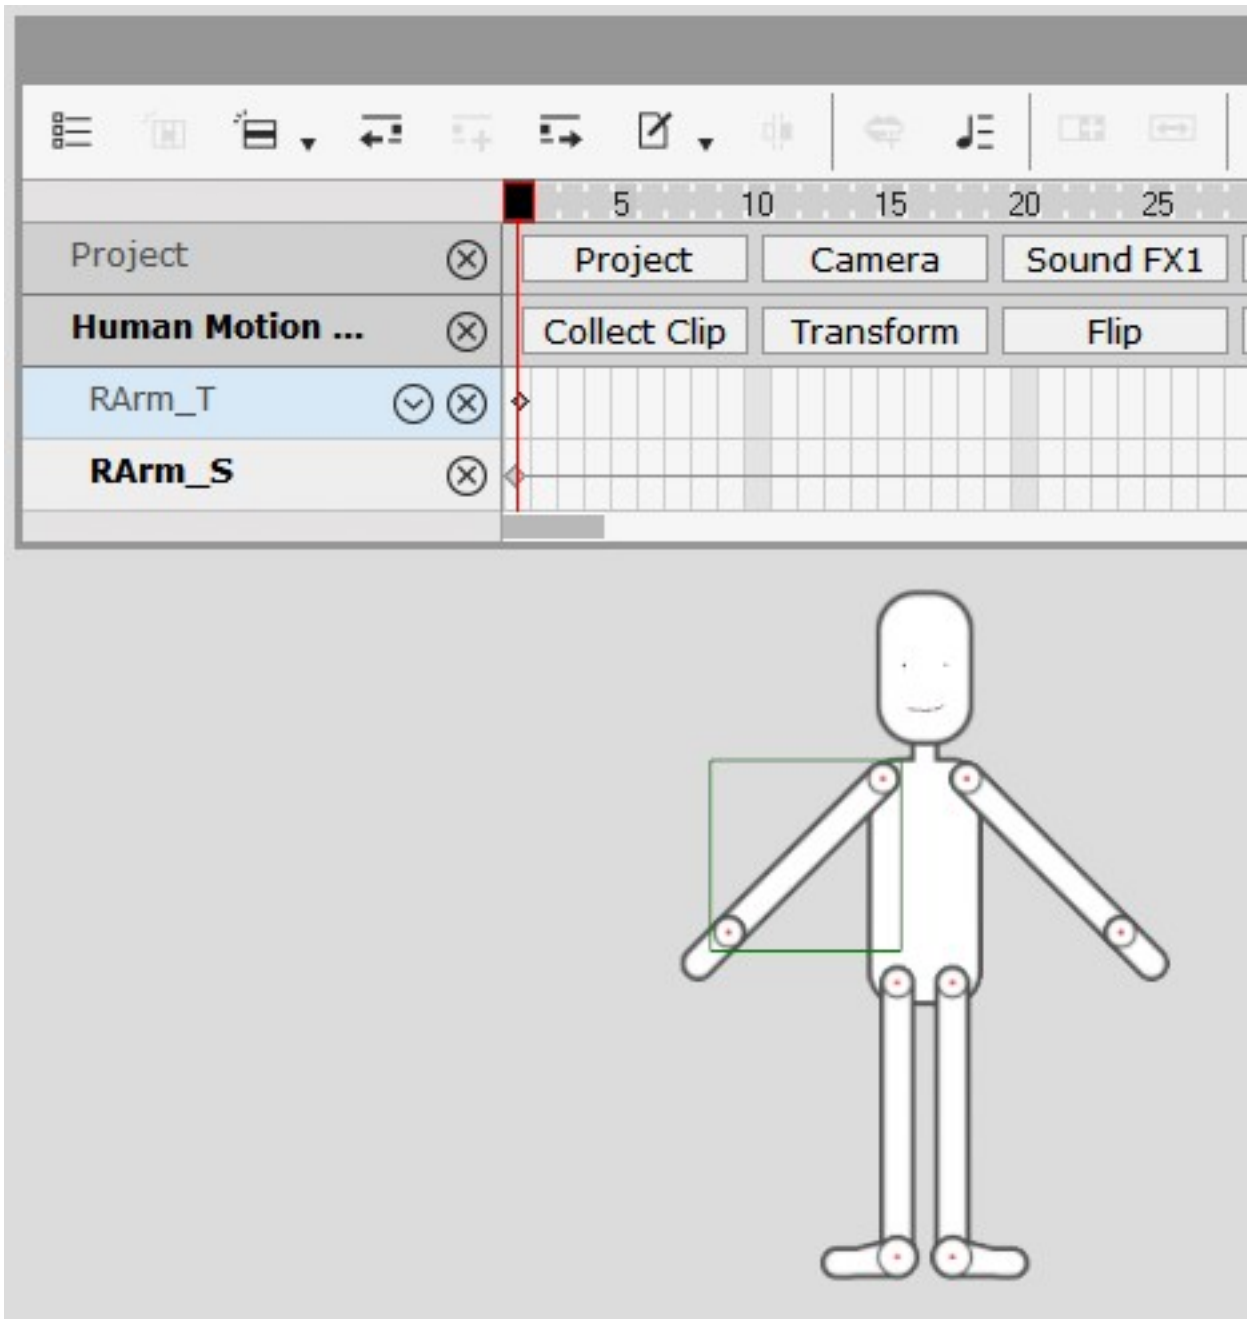 5 10 15 20 25
Project Project Camera Sound FX1
Human Motion ... Collect Clip Transform Flip
RArm_T
RArm_S